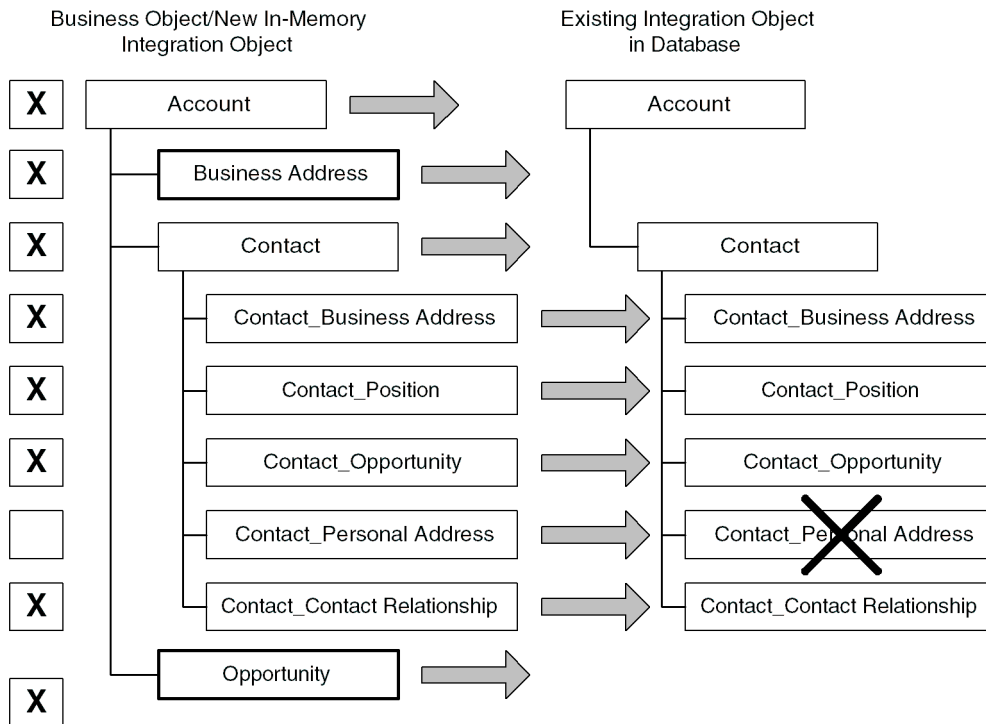 Business Object/New In-Memory
Integration Object
Existing Integration Object
in Database
X Account Account
X Business Address
X Contact Contact
X Contact_Business Address Contact_Business Address
X Contact_Position Contact_Position
X Contact_Opportunity Contact_Opportunity
Contact_Personal Address Contact_Personal Address
X Contact_Contact Relationship Contact_Contact Relationship
Opportunity
X